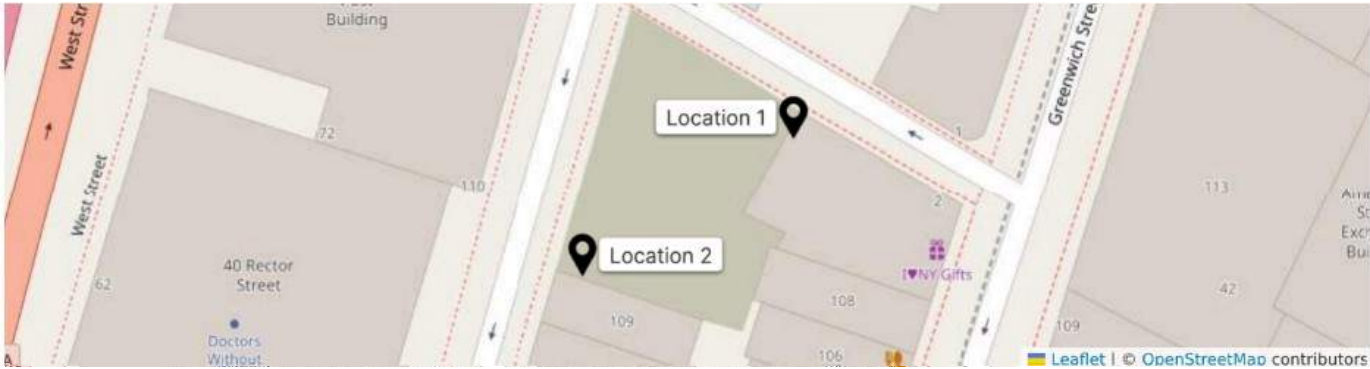 West Street
Building
Greenwich Stre
Location 1
72
1
110
113
West Street
2
Location 2
40 Rector
Street
62
I♥NY Gifts
42
108
109
109
Doctors
Without
106
A
Leaflet | © OpenStreetMap contributors